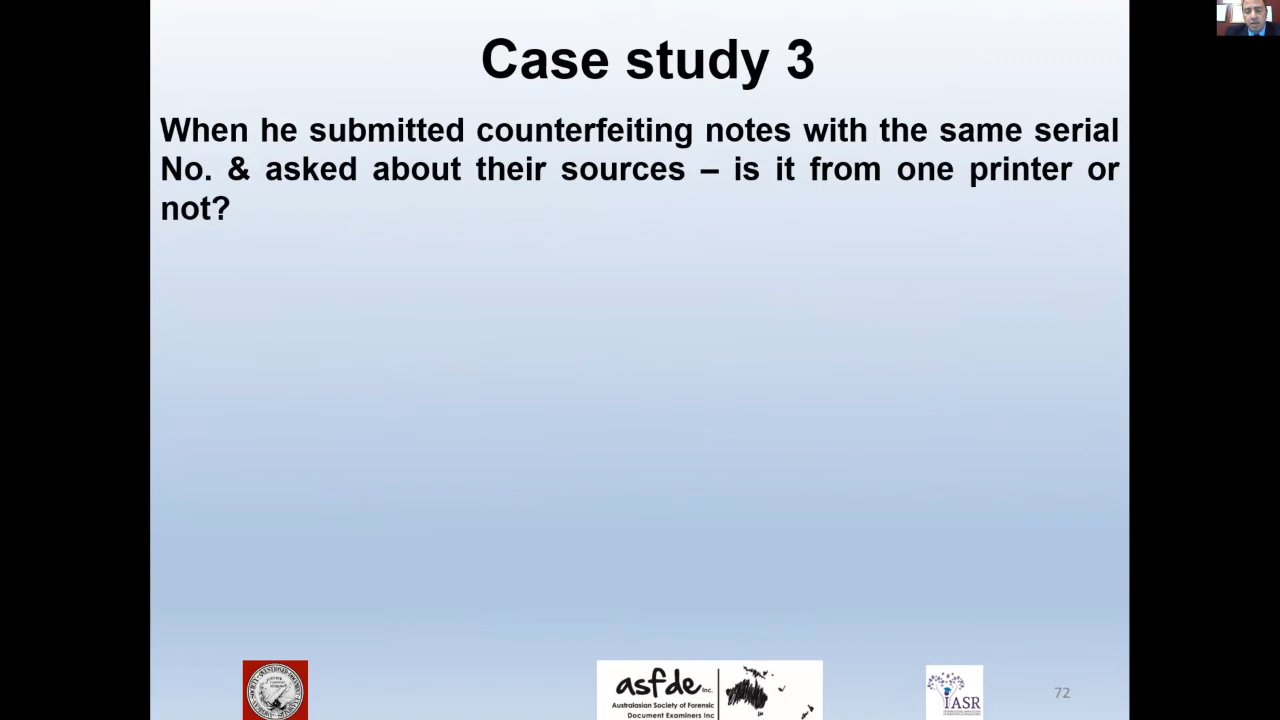 Case study 3
When he submitted counterfeiting notes with the same serial
No. & asked about their sources – is it from one printer or
not?
asfde Inc.
Australasian Society of Forensic
Document Examiners Inc
IASR
72